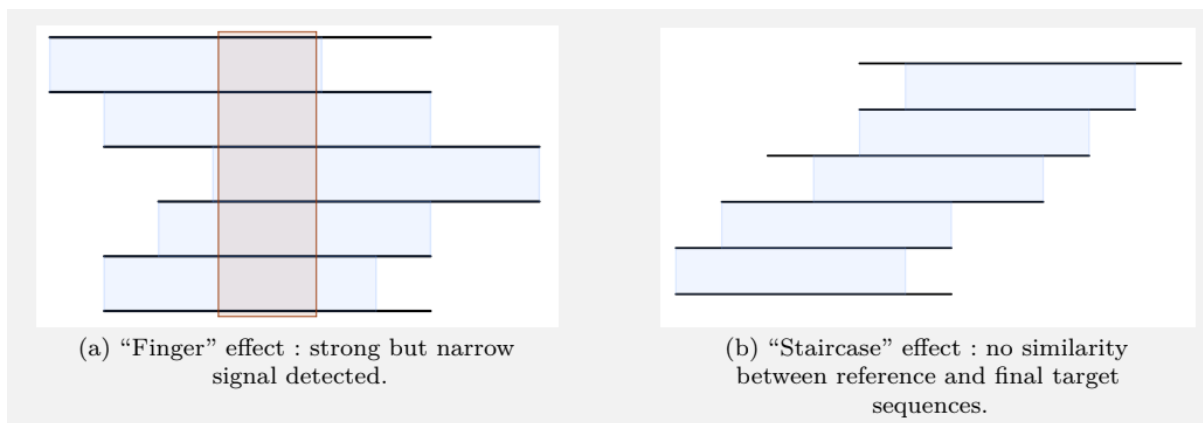 (a) “Finger” effect : strong but narrow
signal detected.
(b) “Staircase” effect : no similarity
between reference and final target
sequences.